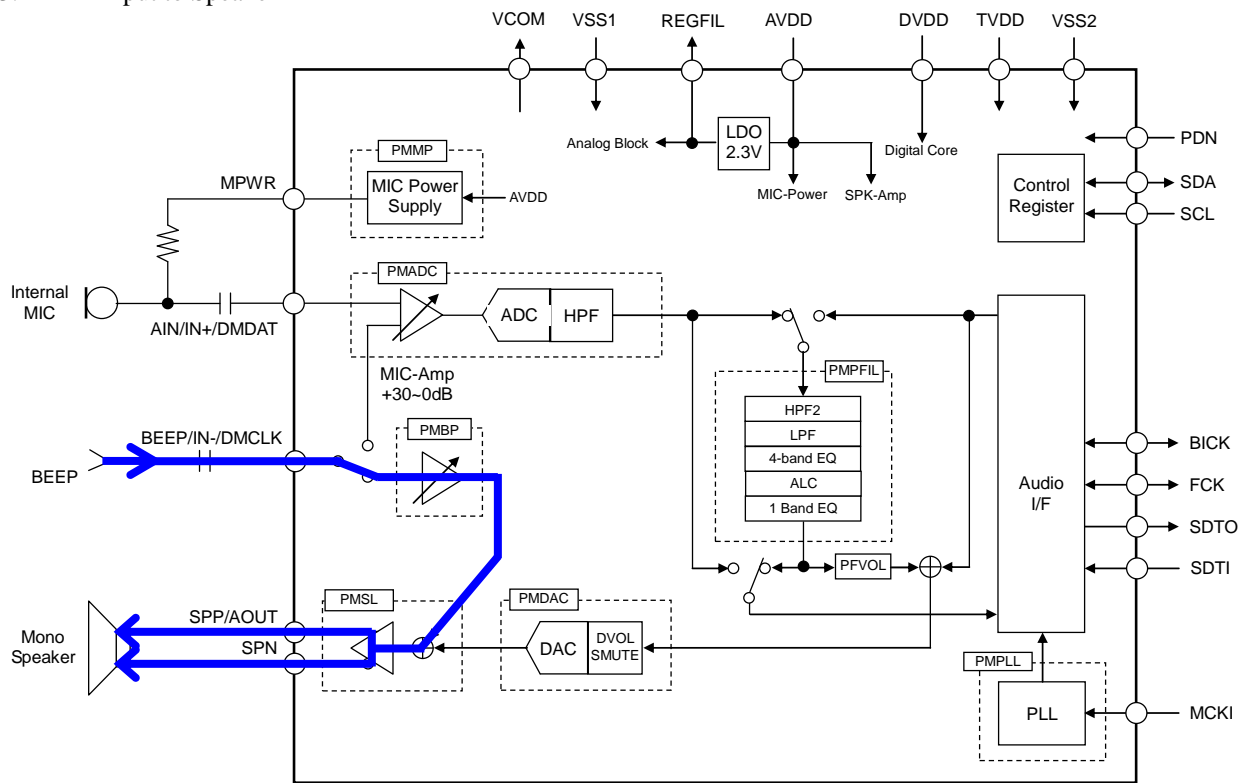 VCOM VSS1 REGFIL AVDD DVDD TVDD VSS2
Analog Block
LDO
2.3V
Digital Core
MIC-Power
SPK-Amp
PDN
Control
Register
SDA
SCL
PMMP
MPWR
MIC Power
Supply
AVDD
PMADC
Internal
MIC
AIN/IN+/DMDAT
ADC
HPF
MIC-Amp
+30~0dB
PMPFIL
HPF2
LPF
4-band EQ
ALC
1 Band EQ
Audio
I/F
BEEP/IN-/DMCLK
BEEP
PMBP
BICK
FCK
SDTO
SDTI
PFVOL
PMSL
SPP/AOUT
Mono
Speaker
SPN
PMDAC
DAC
DVOL
SMUTE
PMPLL
PLL
MCKI